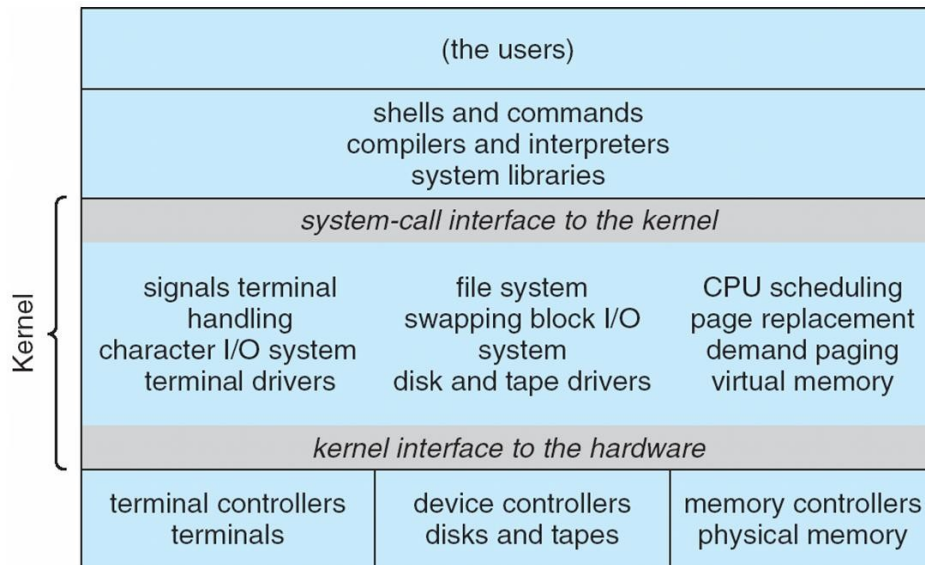 (the users)
shells and commands
compilers and interpreters
system libraries
system-call interface to the kernel
Kernel
signals terminal
handling
character I/O system
terminal drivers
file system
swapping block I/O
system
disk and tape drivers
CPU scheduling
page replacement
demand paging
virtual memory
kernel interface to the hardware
terminal controllers
terminals
device controllers
disks and tapes
memory controllers
physical memory